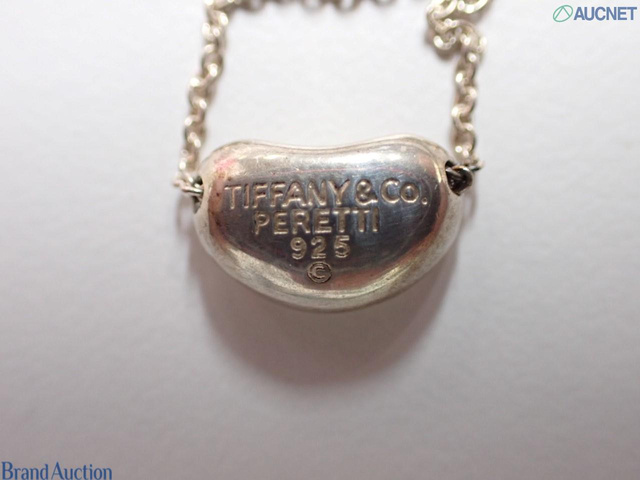 AUCNET
TIFFANY & Co.
PERETTI
925
©
Brand Auction